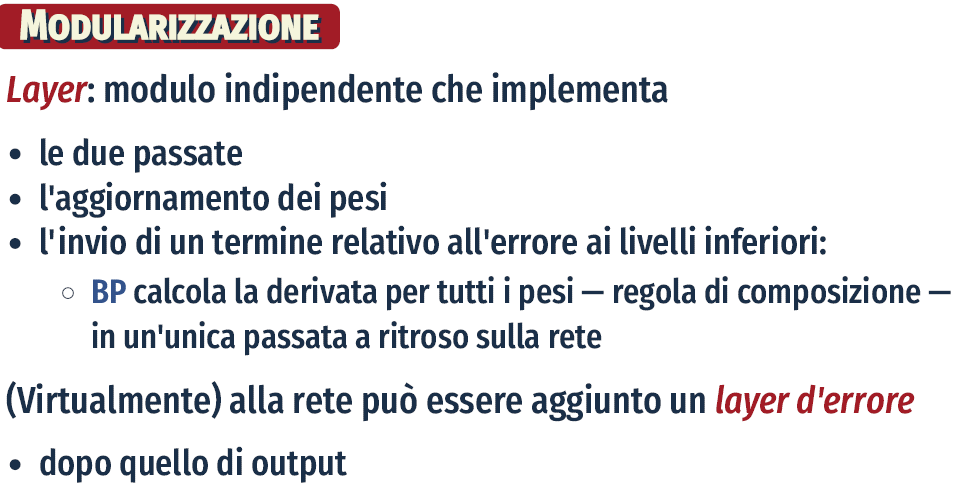 MODULARIZZAZIONE
Layer: modulo indipendente che implementa
• le due passate
• l'aggiornamento dei pesi
• l'invio di un termine relativo all'errore ai livelli inferiori:
○ BP calcola la derivata per tutti i pesi — regola di composizione —
in un'unica passata a ritroso sulla rete
(Virtualmente) alla rete può essere aggiunto un layer d'errore
• dopo quello di output